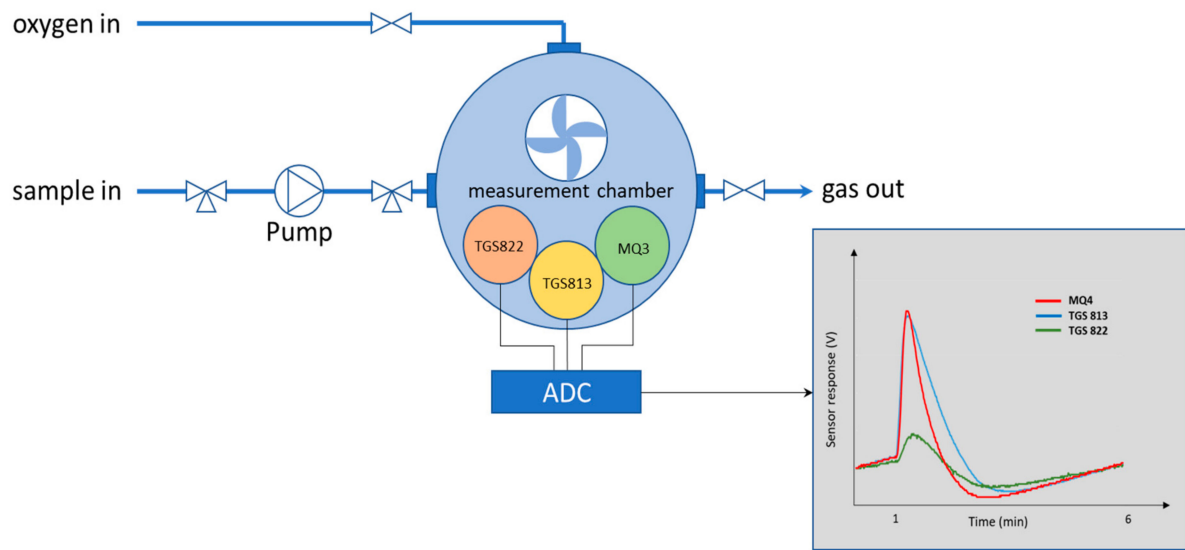 oxygen in
sample in
Pump
measurement chamber
gas out
TGS822
TGS813
MQ3
ADC
MQ4
TGS 813
TGS 822
Sensor response (V)
1
6
Time (min)